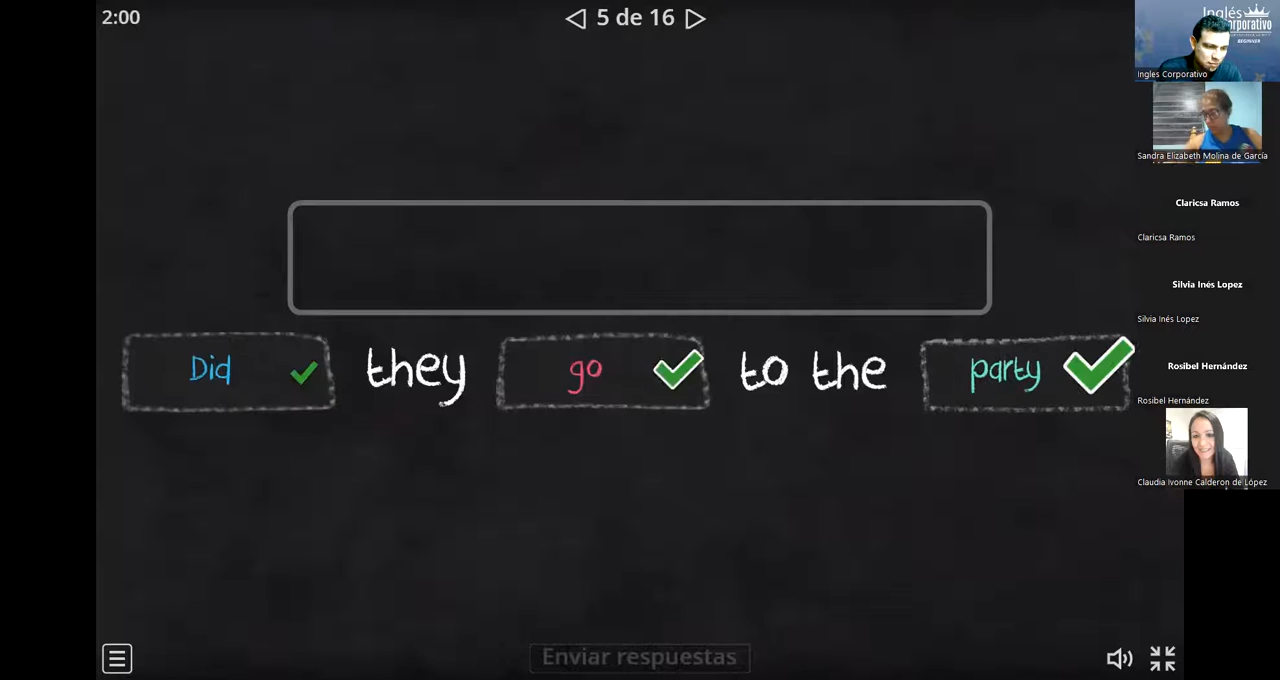 2:00
5 de 16
Did they go to the party
Enviar respuestas
Inglés
Corporativo
BEGINNER
Ingles Corporativo
Sandra Elizabeth Molina de García
Claricsa Ramos
Claricsa Ramos
Silvia Inés Lopez
Silvia Inés Lopez
Rosibel Hernández
Rosibel Hernández
Claudia Ivonne Calderon de López